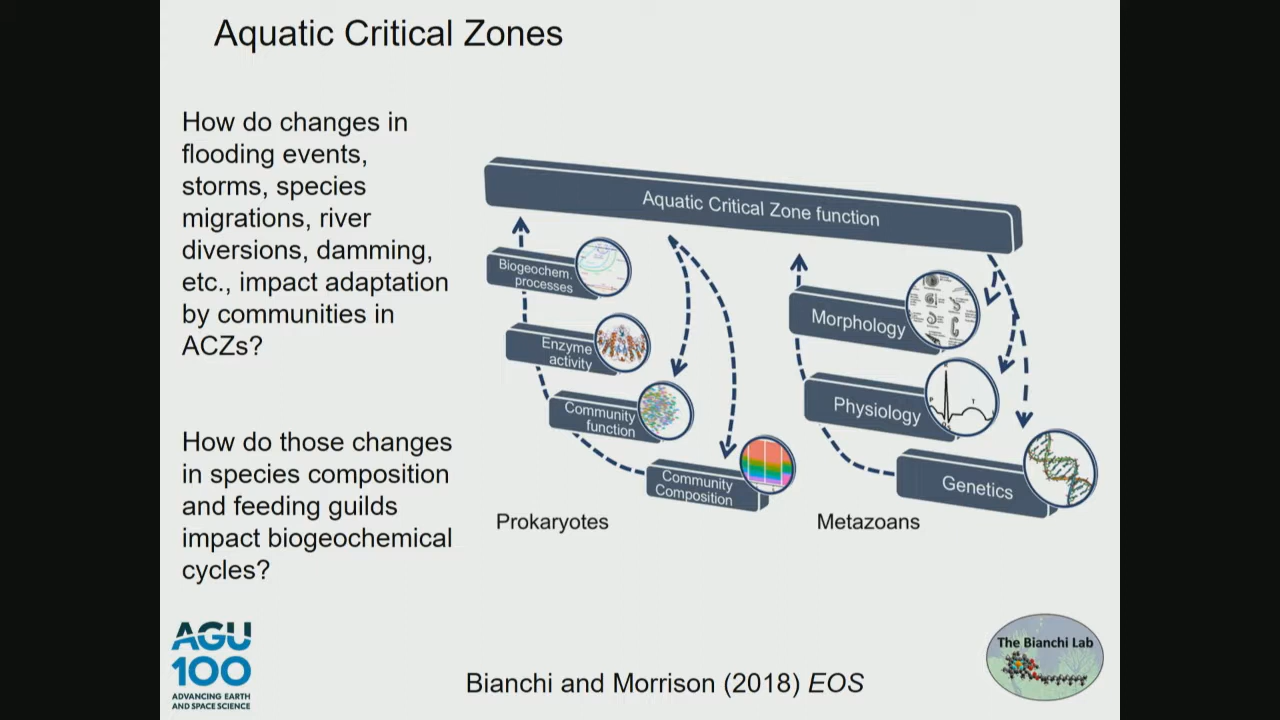 Aquatic Critical Zones
How do changes in
flooding events,
storms, species
migrations, river
diversions, damming,
etc., impact adaptation
by communities in
ACZs?
How do those changes
in species composition
and feeding guilds
impact biogeochemical
cycles?
Aquatic Critical Zone function
Biogeochem.
processes
Enzyme
activity
Community
function
Community
Composition
Prokaryotes
Morphology
Physiology
P
T
Genetics
Metazoans
AGU
100
ADVANCING EARTH
AND SPACE SCIENCE
Bianchi and Morrison (2018) EOS
The Bianchi Lab